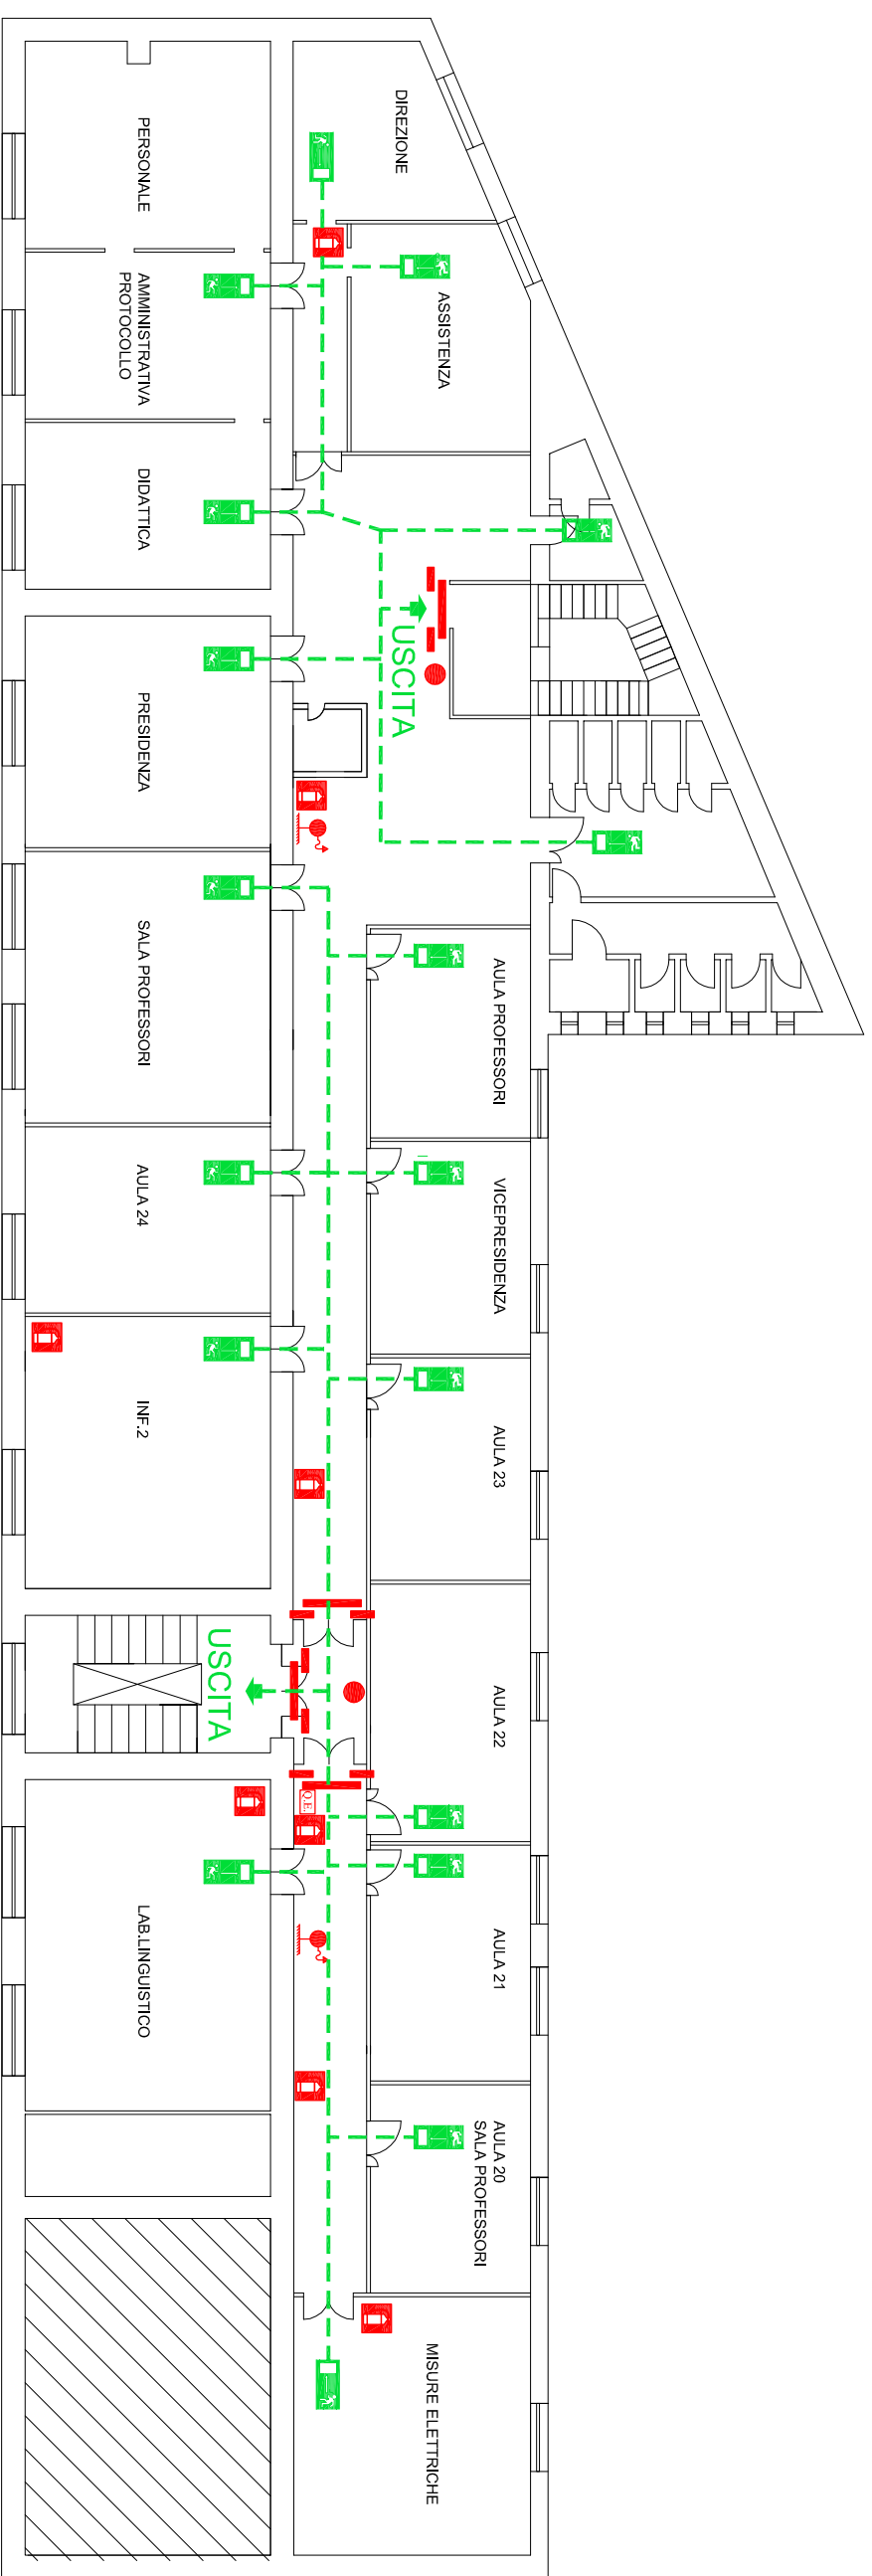 DIREZIONE
PERSONALE
ASSISTENZA
AMMINISTRATIVA
PROTOCOLLO
DIDATTICA
USCITA
PRESIDENZA
SALA PROFESSORI
AULA PROFESSORI
AULA 24
VICEPRESIDENZA
INF.2
AULA 23
USCITA
AULA 22
Q.E.
LAB.LINGUISTICO
AULA 21
AULA 20
SALA PROFESSORI
MISURE ELETTRICHE